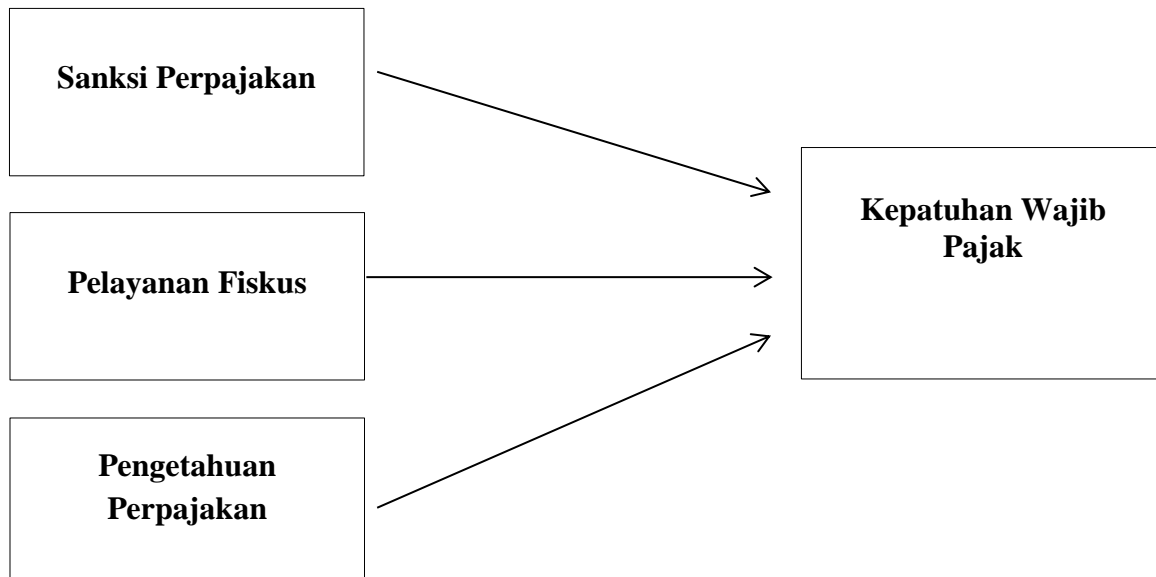 Sanksi Perpajakan
Pelayanan Fiskus
Pengetahuan
Perpajakan
Kepatuhan Wajib
Pajak